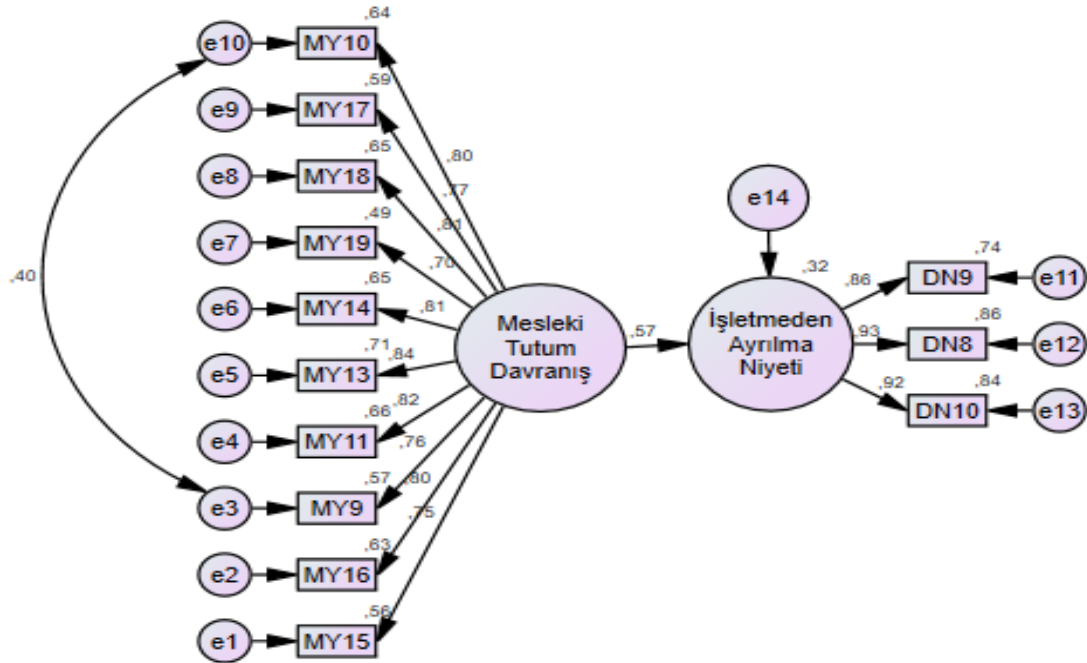 ,64
e10 MY10
,59
e9 MY17
,65
e8 MY18
,49
e7 MY19
,65
e6 MY14
,71
e5 MY13
,66
e4 MY11
,57
e3 MY9
,63
e2 MY16
,56
e1 MY15
,40
,80
,77
,81
,70
,81
,84
,82
,76
,80
,75
Mesleki
Tutum
Davranış
,57
e14
,32
İşletmeden
Ayrılma
Niyeti
,86
,93
,92
,74
DN9 e11
,86
DN8 e12
,84
DN10 e13